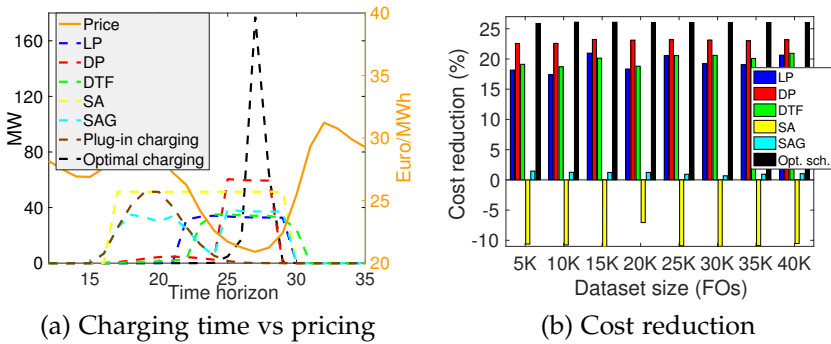 160
120
80
40
0
MW
Price
LP
DP
DTF
SA
SAG
Plug-in charging
Optimal charging
40
35
30
25
20
Euro/MWh
15 20 25 30 35
Time horizon
(a) Charging time vs pricing
25
20
15
10
5
0
-5
-10
Cost reduction (%)
LP
DP
DTF
SA
SAG
Opt. sch.
5K 10K 15K 20K 25K 30K 35K 40K
Dataset size (FOs)
(b) Cost reduction